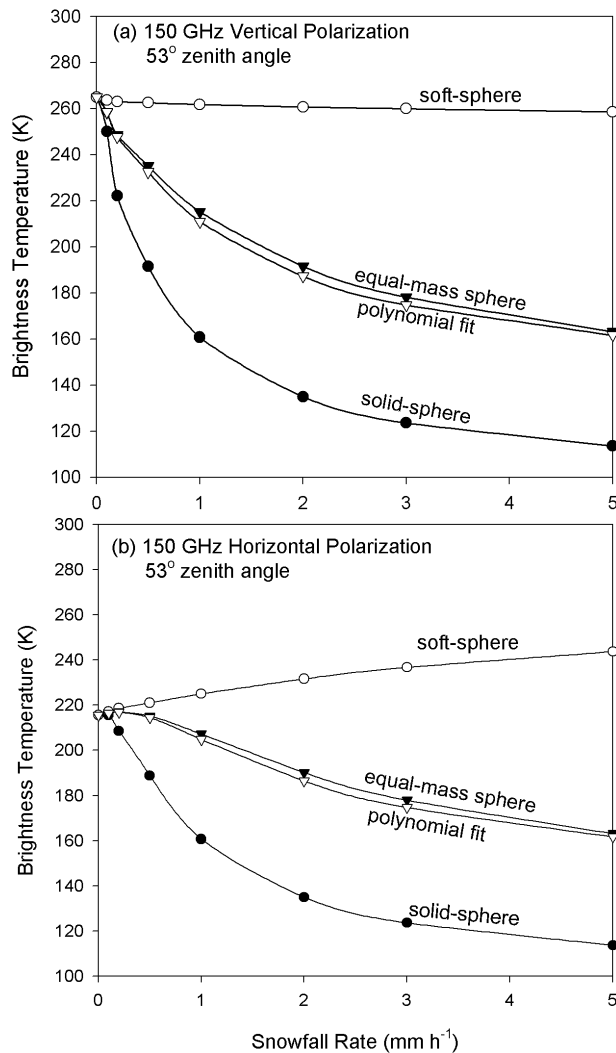 (a) 150 GHz Vertical Polarization
53° zenith angle
300
280
260
240
220
200
180
160
140
120
100
Brightness Temperature (K)
soft-sphere
equal-mass sphere
polynomial fit
solid-sphere
0 1 2 3 4 5
(b) 150 GHz Horizontal Polarization
53° zenith angle
300
280
260
240
220
200
180
160
140
120
100
Brightness Temperature (K)
soft-sphere
equal-mass sphere
polynomial fit
solid-sphere
0 1 2 3 4 5
Snowfall Rate (mm h⁻¹)